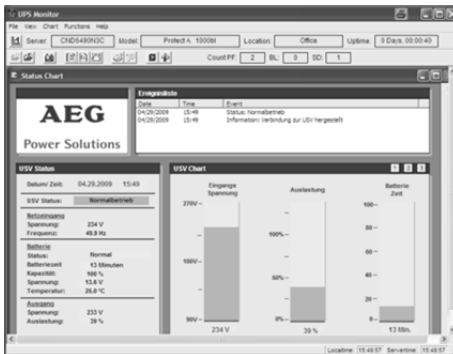 UPS Monitor
File View Chart Functions Help
Server: CND6490N3C Model: Protect A. 1000BI Location: Office Uptime: 0 Days, 00:00:40
Count PF: 2 BL: 0 SD: 1
Status Chart
AEG
Power Solutions
Ereignisliste
Date Time Event
04/29/2009 15:49 Status: Normalbetrieb
04/29/2009 15:49 Information: Verbindung zur USV hergestellt
USV Status
Datum/ Zeit: 04.29.2009 15:49
USV Status: Normalbetrieb
Netzeingang
Spannung: 234 V
Frequenz: 49.9 Hz
Batterie
Status: Normal
Batteriezeit 13 Minuten
Kapazität: 100 %
Spannung: 13.6 V
Temperatur: 25.0 °C
Ausgang
Spannung: 233 V
Auslastung: 39 %
USV Chart
1 2 3
Eingangs Spannung
270V
180V
90V
234 V
Auslastung
100%
50%
0%
39 %
Batterie Zeit
100
80
60
40
20
0
13 Min.
Localtime: 15:49:57 Servertime: 15:49:57